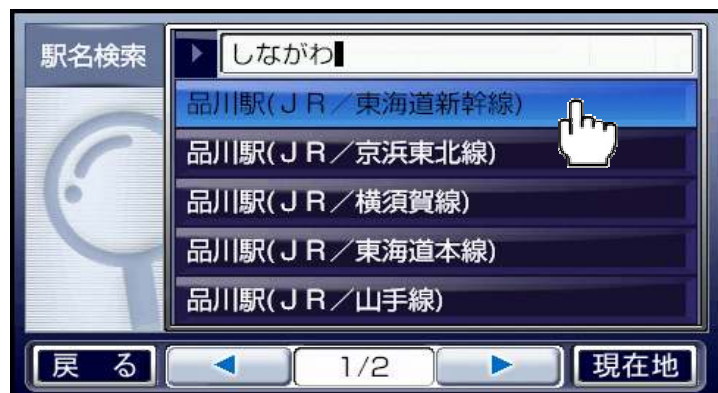 駅名検索
しながわ
品川駅(ＪＲ／東海道新幹線)
品川駅(ＪＲ／京浜東北線)
品川駅(ＪＲ／横須賀線)
品川駅(ＪＲ／東海道本線)
品川駅(ＪＲ／山手線)
戻　る
1/2
現在地